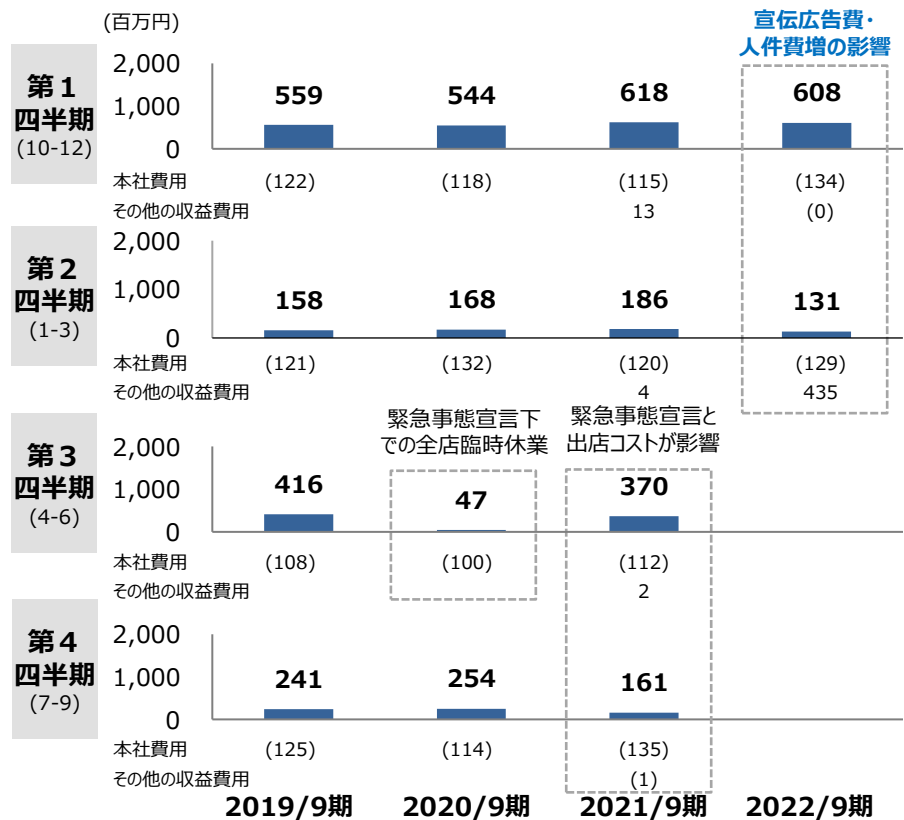 (百万円)
宣伝広告費・
人件費増の影響
第１
四半期
(10-12)
2,000
1,000
0
559
544
618
608
本社費用
(122)
(118)
(115)
(134)
その他の収益費用
13
(0)
第２
四半期
(1-3)
2,000
1,000
0
158
168
186
131
本社費用
(121)
(132)
(120)
(129)
その他の収益費用
4
435
緊急事態宣言下
での全店臨時休業
緊急事態宣言と
出店コストが影響
第３
四半期
(4-6)
2,000
1,000
0
416
47
370
本社費用
(108)
(100)
(112)
その他の収益費用
2
第４
四半期
(7-9)
2,000
1,000
0
241
254
161
本社費用
(125)
(114)
(135)
その他の収益費用
(1)
2019/9期
2020/9期
2021/9期
2022/9期